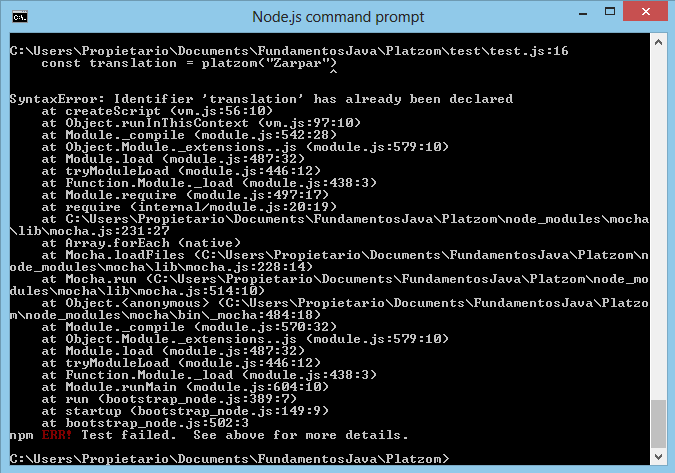 Node.js command prompt
C:\Users\Propietario\Documents\FundamentosJava\Platzom\test\test.js:16
    const translation = platzom("Zarpar")
                                        ^
SyntaxError: Identifier 'translation' has already been declared
    at createScript (vm.js:56:10)
    at Object.runInThisContext (vm.js:97:10)
    at Module._compile (module.js:542:28)
    at Object.Module._extensions..js (module.js:579:10)
    at Module.load (module.js:487:32)
    at tryModuleLoad (module.js:446:12)
    at Function.Module._load (module.js:438:3)
    at Module.require (module.js:497:17)
    at require (internal/module.js:20:19)
    at C:\Users\Propietario\Documents\FundamentosJava\Platzom\node_modules\mocha
\lib\mocha.js:231:27
    at Array.forEach (native)
    at Mocha.loadFiles (C:\Users\Propietario\Documents\FundamentosJava\Platzom\n
ode_modules\mocha\lib\mocha.js:228:14)
    at Mocha.run (C:\Users\Propietario\Documents\FundamentosJava\Platzom\node_mo
dules\mocha\lib\mocha.js:514:10)
    at Object.<anonymous> (C:\Users\Propietario\Documents\FundamentosJava\Platzo
m\node_modules\mocha\bin\_mocha:484:18)
    at Module._compile (module.js:570:32)
    at Object.Module._extensions..js (module.js:579:10)
    at Module.load (module.js:487:32)
    at tryModuleLoad (module.js:446:12)
    at Function.Module._load (module.js:438:3)
    at Module.runMain (module.js:604:10)
    at run (bootstrap_node.js:389:7)
    at startup (bootstrap_node.js:149:9)
    at bootstrap_node.js:502:3
npm ERR! Test failed.  See above for more details.
C:\Users\Propietario\Documents\FundamentosJava\Platzom>